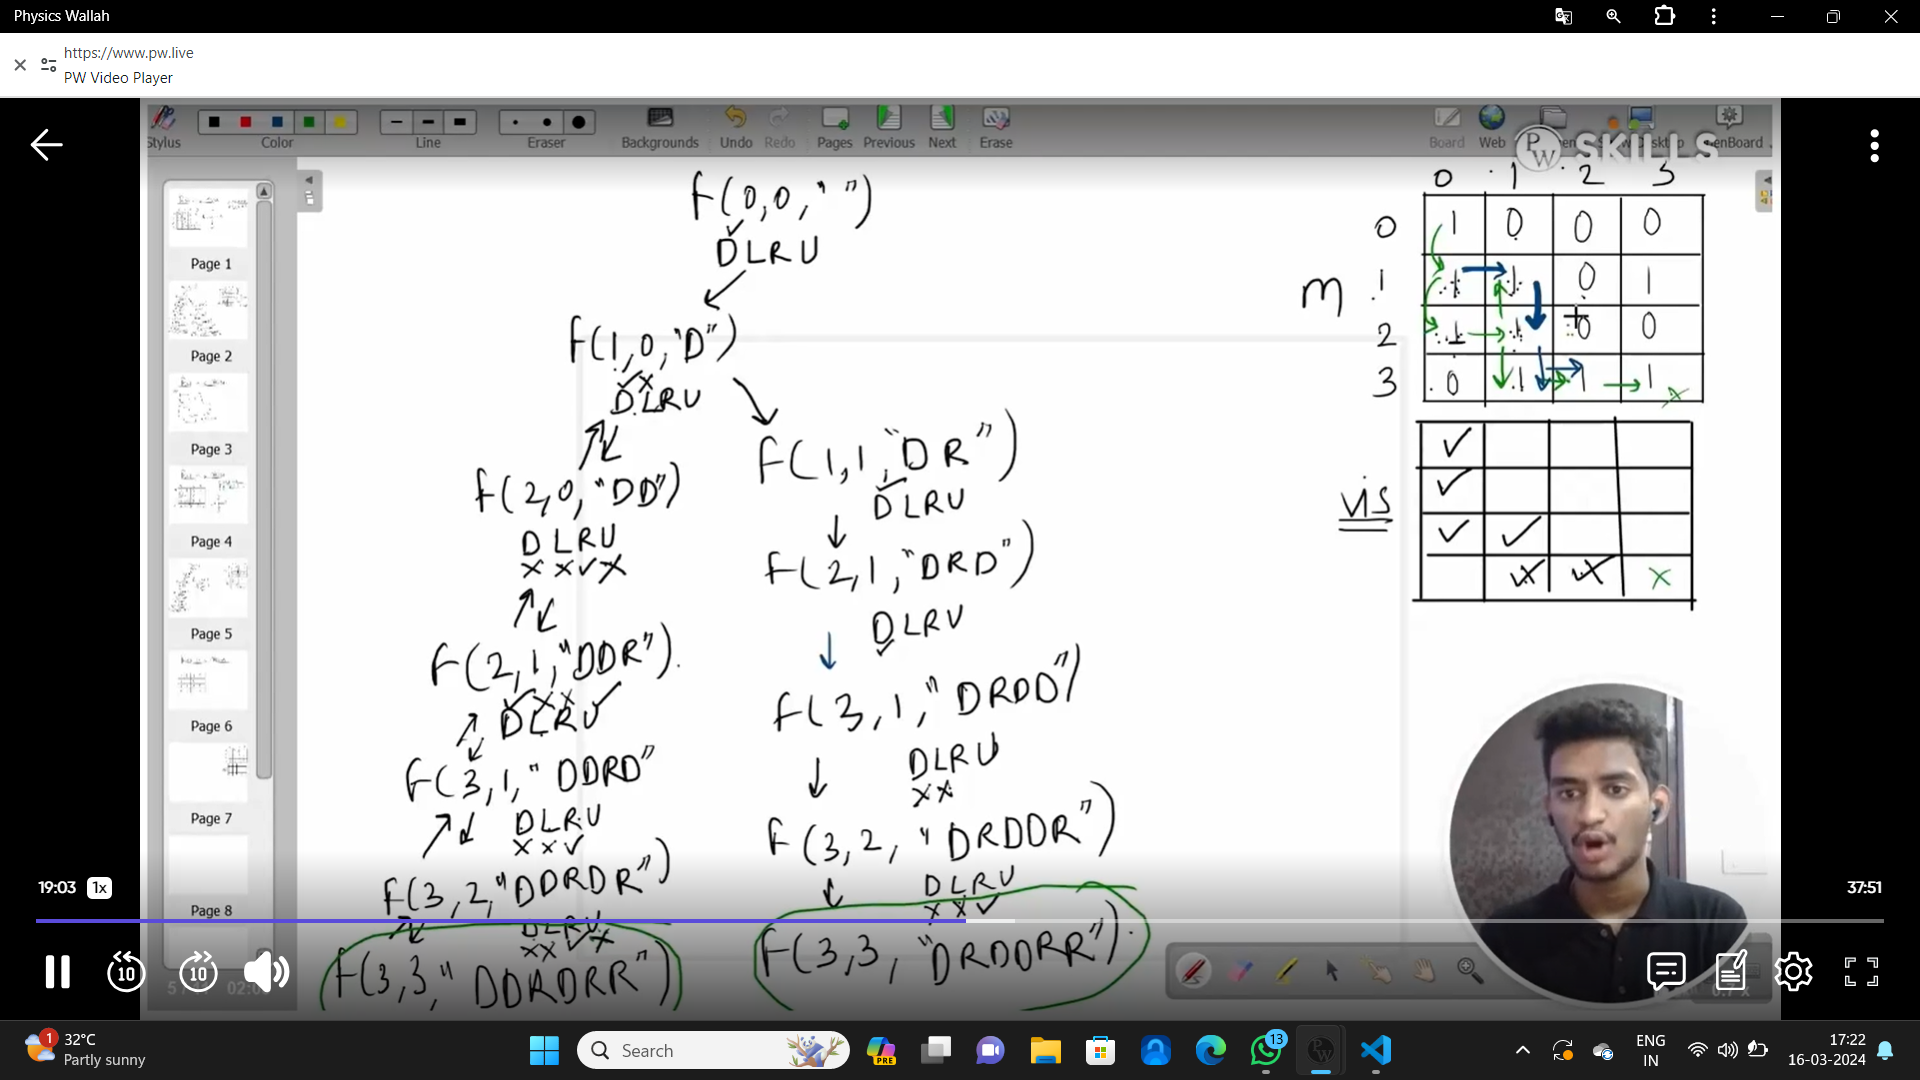 Physics Wallah
https://www.pw.live
PW Video Player
Stylus Color Line Eraser Backgrounds Undo Redo Pages Previous Next Erase Board Web
PW SKILLS
Page 1
Page 2
Page 3
Page 4
Page 5
Page 6
Page 7
Page 8
f(0,0," ")
DLRU
f(1,0,"D")
DLRU
f(2,0,"DD")
DLRU
f(2,1,"DDR").
DLRU
f(3,1,"DDRD"
DLRU
f(3,2,"DDRDR")
DLRU
f(3,3,"DDRDRR")
f(1,1,"DR")
DLRU
f(2,1,"DRD")
DLRU
f(3,1,"DRDD")
DLRU
f(3,2,"DRDDR")
DLRU
f(3,3,"DRDDRR").
0 1 2 3
0 1 0 0 0
m 1 1 1 0 1
2 1 1 0 0
3 0 1 1 1
vis
19:03 1x
37:51
10 10
1 32°C
Partly sunny
Search
PRE
13
ENG
IN
17:22
16-03-2024